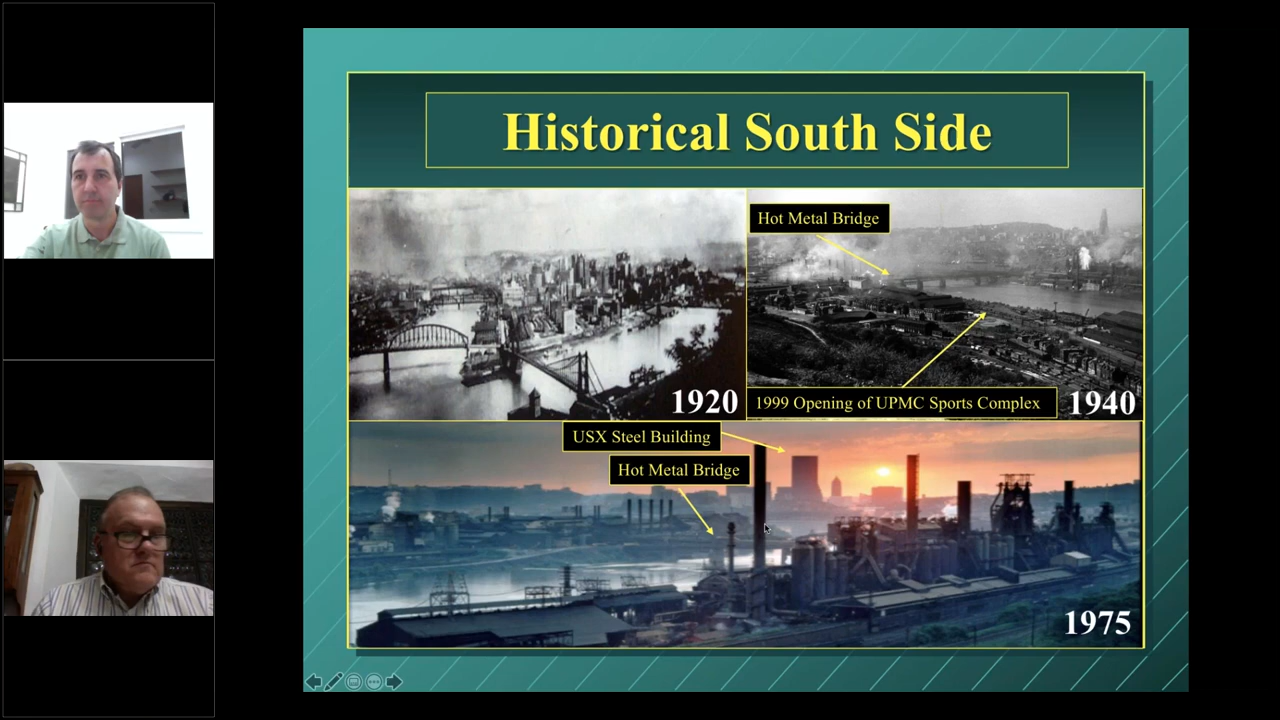 Historical South Side
Hot Metal Bridge
1920
1999 Opening of UPMC Sports Complex
1940
USX Steel Building
Hot Metal Bridge
1975